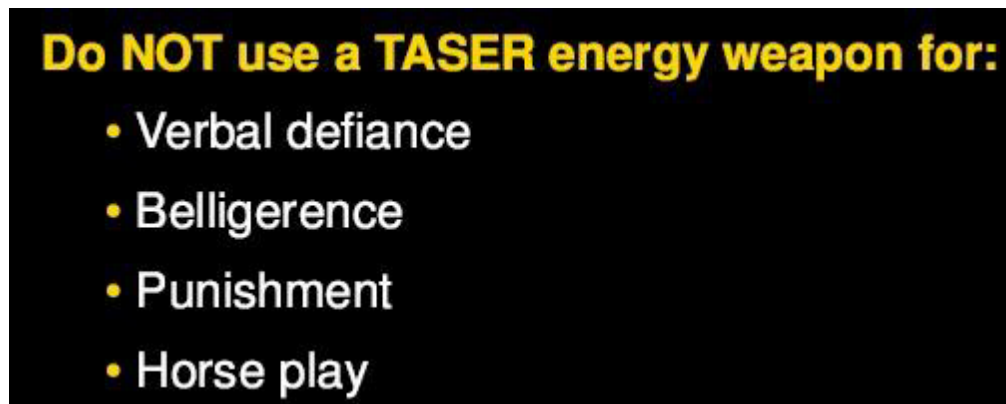 Do NOT use a TASER energy weapon for:
• Verbal defiance
• Belligerence
• Punishment
• Horse play